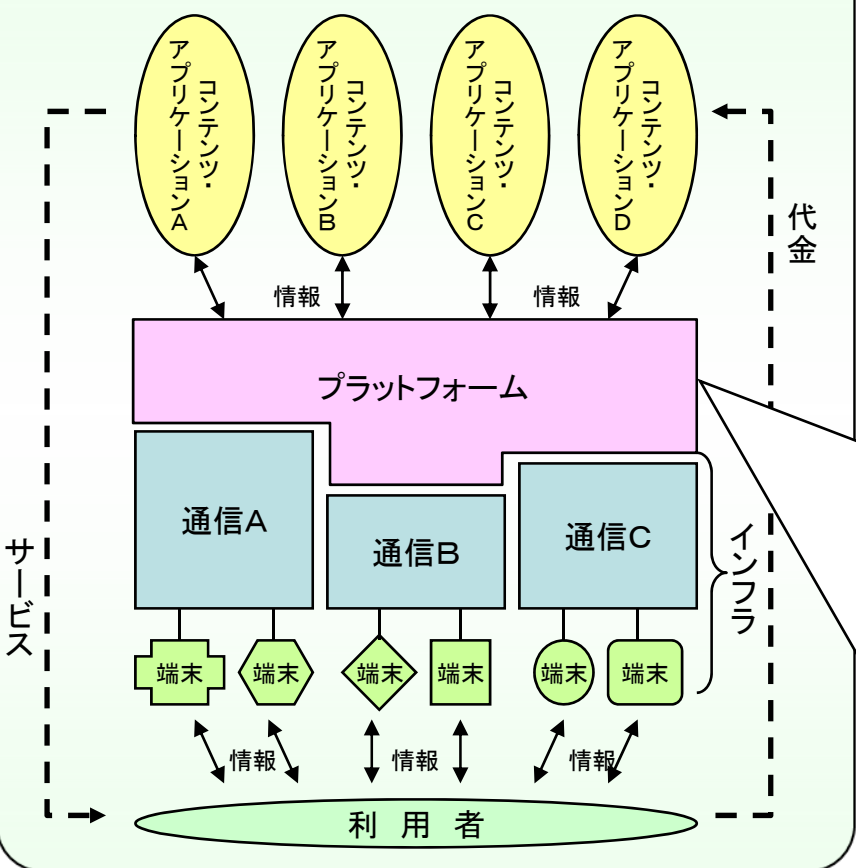 コンテンツ・
アプリケーションA
コンテンツ・
アプリケーションB
コンテンツ・
アプリケーションC
コンテンツ・
アプリケーションD
代金
情報
情報
プラットフォーム
通信A
通信B
通信C
インフラ
サービス
端末
端末
端末
端末
端末
端末
情報
情報
情報
利用者